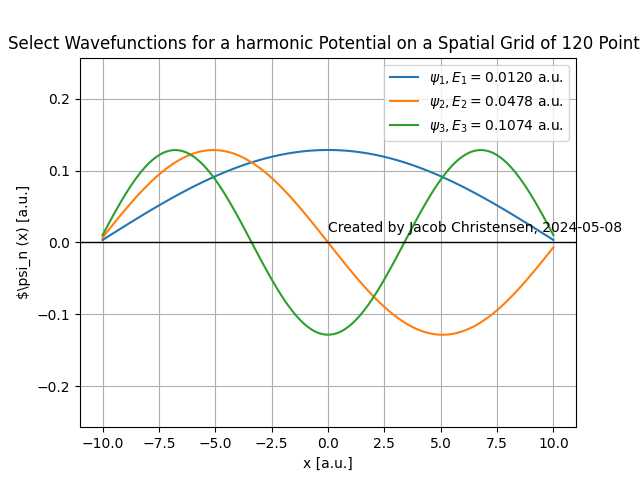 Select Wavefunctions for a harmonic Potential on a Spatial Grid of 120 Point
ψ₁, E₁ = 0.0120 a.u.
ψ₂, E₂ = 0.0478 a.u.
ψ₃, E₃ = 0.1074 a.u.
0.2
0.1
0.0
−0.1
−0.2
$\psi_n (x) [a.u.]
Created by Jacob Christensen, 2024-05-08
−10.0 −7.5 −5.0 −2.5 0.0 2.5 5.0 7.5 10.0
x [a.u.]